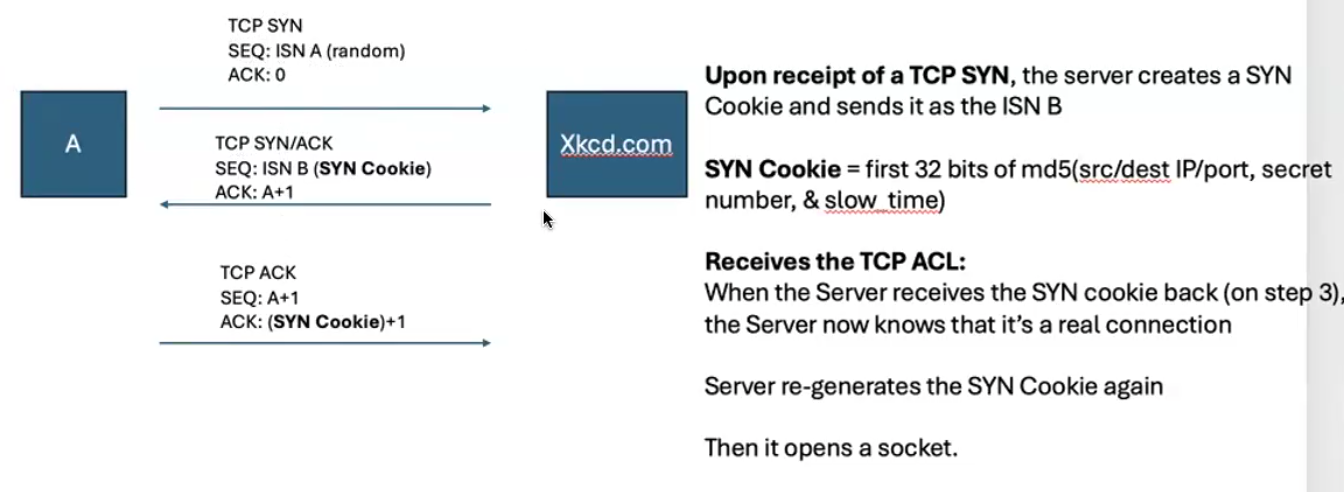 TCP SYN
SEQ: ISN A (random)
ACK: 0
A
TCP SYN/ACK
SEQ: ISN B (SYN Cookie)
ACK: A+1
Xkcd.com
TCP ACK
SEQ: A+1
ACK: (SYN Cookie)+1
Upon receipt of a TCP SYN, the server creates a SYN
Cookie and sends it as the ISN B
SYN Cookie = first 32 bits of md5(src/dest IP/port, secret
number, & slow_time)
Receives the TCP ACL:
When the Server receives the SYN cookie back (on step 3),
the Server now knows that it’s a real connection
Server re-generates the SYN Cookie again
Then it opens a socket.